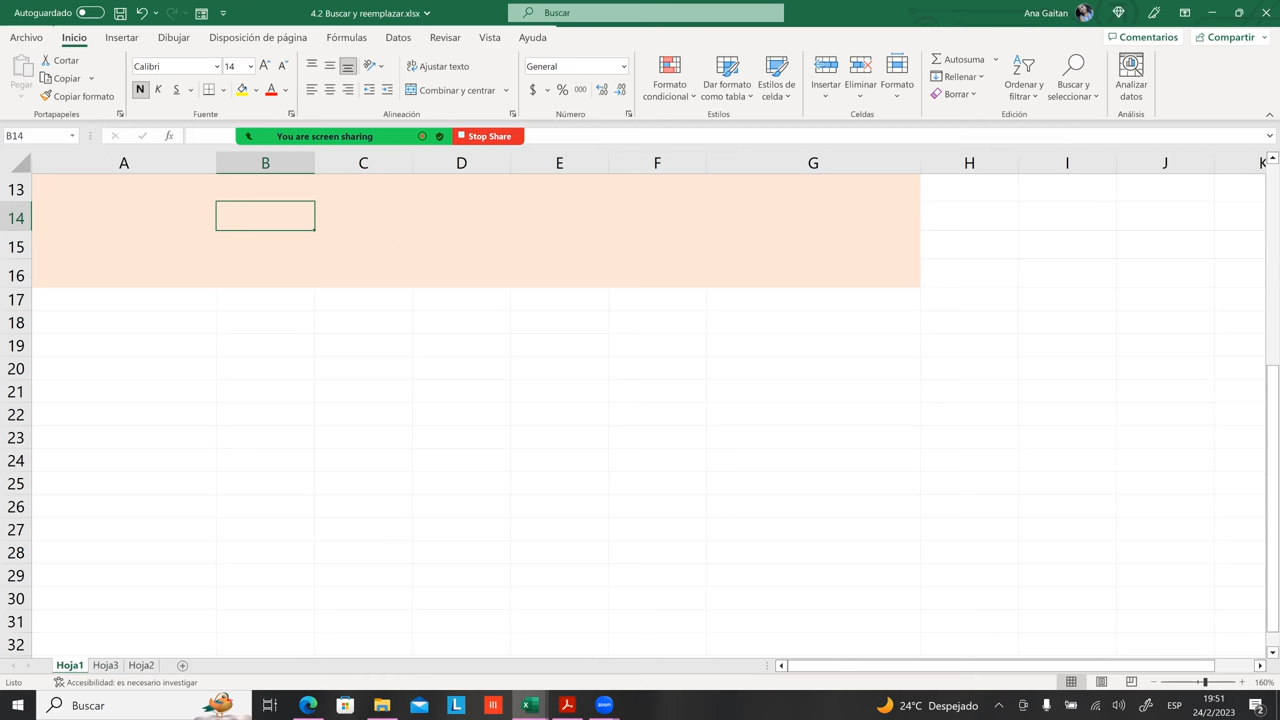 Autoguardado
4.2 Buscar y reemplazar.xlsx
Buscar
Ana Gaitan
Archivo Inicio Insertar Dibujar Disposición de página Fórmulas Datos Revisar Vista Ayuda
Comentarios Compartir
Pegar
Cortar
Copiar
Copiar formato
Portapapeles
Calibri 14
N K S
Fuente
Ajustar texto
Combinar y centrar
Alineación
General
$ % 000
Número
Formato condicional
Dar formato como tabla
Estilos de celda
Estilos
Insertar Eliminar Formato
Celdas
Autosuma
Rellenar
Borrar
Ordenar y filtrar
Buscar y seleccionar
Edición
Analizar datos
Análisis
B14
fx
You are screen sharing
Stop Share
A B C D E F G H I J K
13
14
15
16
17
18
19
20
21
22
23
24
25
26
27
28
29
30
31
32
Hoja1 Hoja3 Hoja2
Listo
Accesibilidad: es necesario investigar
160%
Buscar
24°C Despejado
ESP
19:51
24/2/2023
2